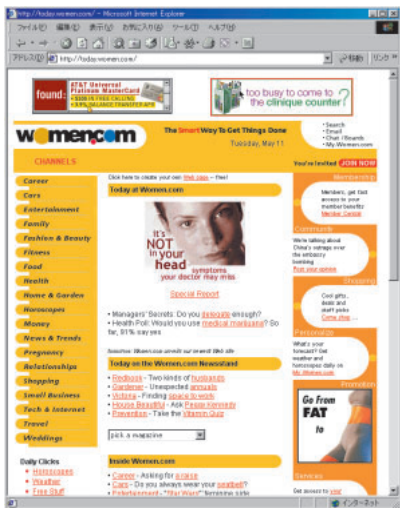 http://today.women.com/ - Microsoft Internet Explorer
ファイル(F) 編集(E) 表示(V) お気に入り(A) ツール(T) ヘルプ(H)
アドレス(D) http://today.women.com/
移動 リンク »
found:
AT&T Universal
Platinum MasterCard
BALANCE TRANSFER APR
too busy to come to
the clinique counter?
women.com
The Smart Way To Get Things Done
Tuesday, May 11
• Search
• Email
• Chat / Boards
• My Women.com
CHANNELS
Career
Cars
Entertainment
Family
Fashion & Beauty
Fitness
Food
Health
Home & Garden
Horoscopes
Money
News & Trends
Pregnancy
Relationships
Shopping
Small Business
Tech & Internet
Travel
Weddings
Daily Clicks
• Horoscopes
• Weather
• Free Stuff
Click here to create your own Web page - free!
Today at Women.com
it's
NOT
in your
head
symptoms
your doctor may miss
Special Report
• Managers' Secrets: Do you delegate enough?
• Health Poll: Would you use medical marijuana? So
far, 91% say yes
Today on the Women.com Newsstand
• Redbook - Two kinds of husbands
• Gardener - Unexpected annuals
• Victoria - Finding space to work
• House Beautiful - Ask Peggy Kennedy
• Prevention - Take the Vitamin Quiz
pick a magazine
Inside Women.com
• Career - Asking for a raise
• Cars - Do you always wear your seatbelt?
• Entertainment - "Star Wars" feminine side
You're Invited JOIN NOW
Membership
Members, get fast
access to your
member benefits
Member Central
Community
We're talking about
China's outrage over
the embassy
bombing
Post your opinion
Shopping
Cool gifts,
deals and
start picks
Come shop ...
Personalize
What's your
forecast? Get
weather and
horoscopes daily on
My Women.com
Promotion
Go From
FAT
to
Services
Get access to your
インターネット